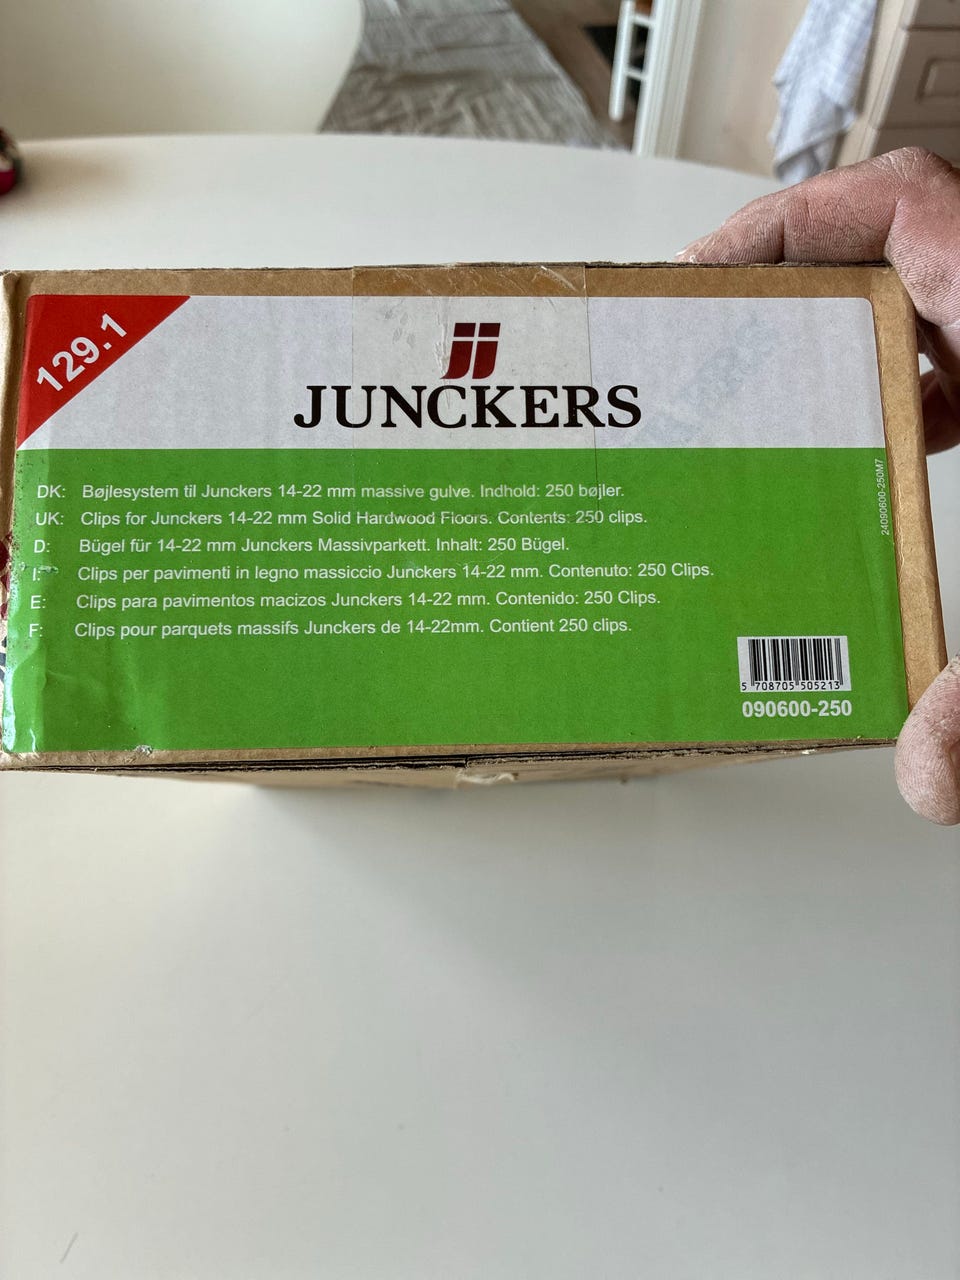 129.1
JUNCKERS
DK: Bøjlesystem til Junckers 14-22 mm massive gulve. Indhold: 250 bøjler.
UK: Clips for Junckers 14-22 mm Solid Hardwood Floors. Contents: 250 clips.
D: Bügel für 14-22 mm Junckers Massivparkett. Inhalt: 250 Bügel.
I: Clips per pavimenti in legno massiccio Junckers 14-22 mm. Contenuto: 250 Clips.
E: Clips para pavimentos macizos Junckers 14-22 mm. Contenido: 250 Clips.
F: Clips pour parquets massifs Junckers de 14-22mm. Contient 250 clips.
24090600-250M7
5 708705 505213
090600-250